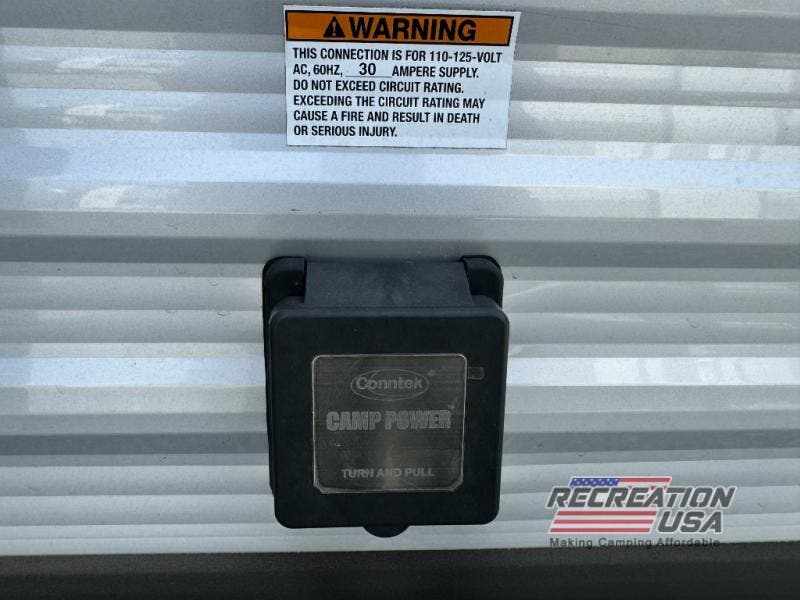 WARNING
THIS CONNECTION IS FOR 110-125-VOLT
AC, 60HZ, 30 AMPERE SUPPLY.
DO NOT EXCEED CIRCUIT RATING.
EXCEEDING THE CIRCUIT RATING MAY
CAUSE A FIRE AND RESULT IN DEATH
OR SERIOUS INJURY.
Conntek®
CAMP POWER™
TURN AND PULL
RECREATION
USA
Making Camping Affordable